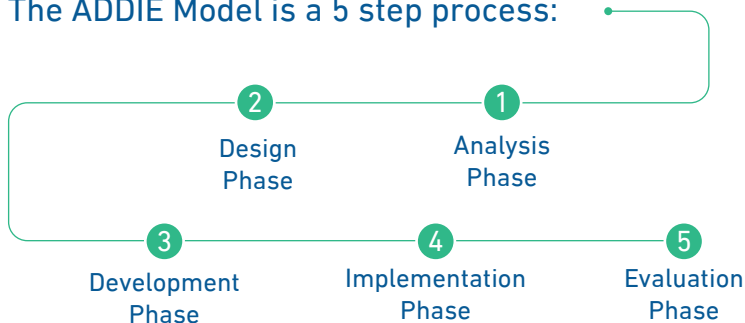 The ADDIE Model is a 5 step process:
1
Analysis
Phase
2
Design
Phase
3
Development
Phase
4
Implementation
Phase
5
Evaluation
Phase